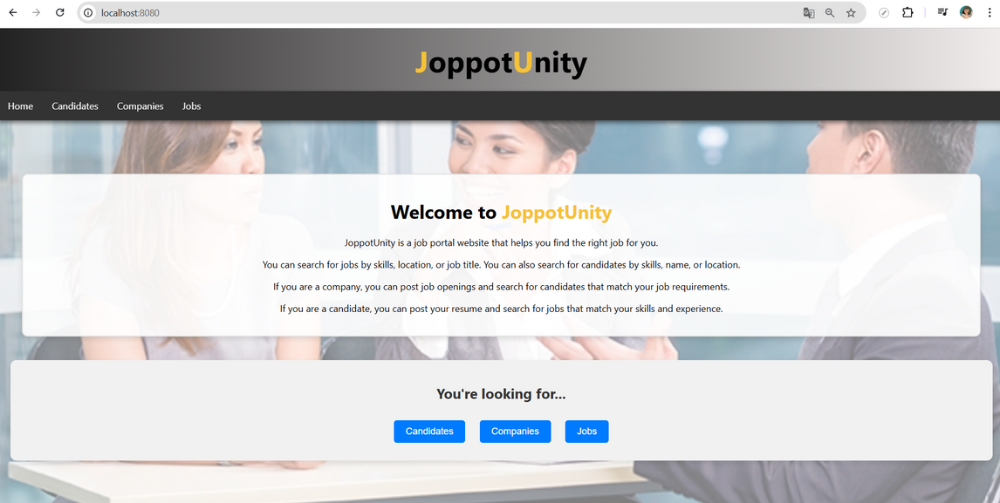 localhost:8080
JoppotUnity
Home Candidates Companies Jobs
Welcome to JoppotUnity
JoppotUnity is a job portal website that helps you find the right job for you.
You can search for jobs by skills, location, or job title. You can also search for candidates by skills, name, or location.
If you are a company, you can post job openings and search for candidates that match your job requirements.
If you are a candidate, you can post your resume and search for jobs that match your skills and experience.
You're looking for...
Candidates Companies Jobs